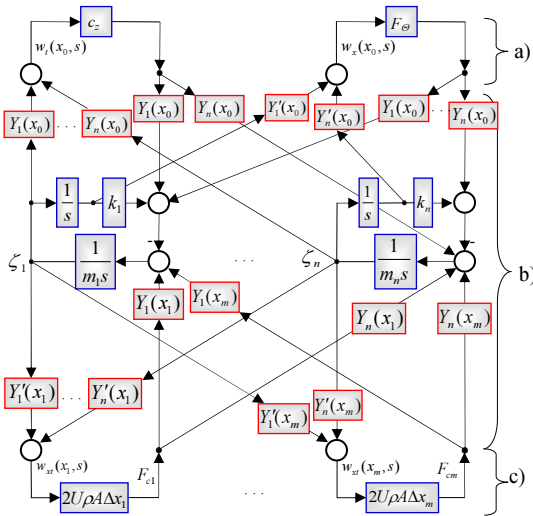 c_z
F_Θ
a)
w_t(x_0, s)
w_x(x_0, s)
Y_1(x_0) . . . Y_n(x_0) Y_1(x_0) Y_n(x_0) Y_1'(x_0) Y_n'(x_0) Y_1(x_0) . . . Y_n(x_0)
1/s k_1 1/s k_n
- -
ζ_1 1/(m_1 s) . . . ζ_n 1/(m_n s)
b)
Y_1(x_1) Y_1(x_m) Y_n(x_1) Y_n(x_m)
Y_1'(x_1) . . . Y_n'(x_1) Y_1'(x_m) Y_n'(x_m)
w_xt(x_1, s) F_c1 w_xt(x_m, s) F_cm
2UρAΔx_1 . . . 2UρAΔx_m
c)